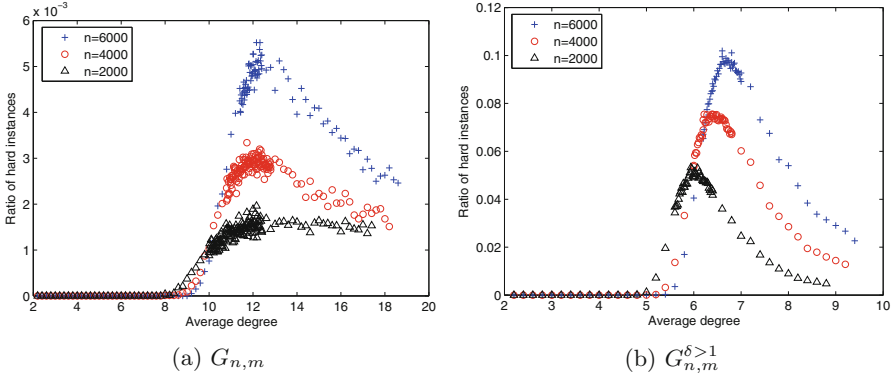 6 x 10⁻³
n=6000
n=4000
n=2000
5
4
3
2
1
0
Ratio of hard instances
2 4 6 8 10 12 14 16 18 20
Average degree
(a) Gₙ,ₘ
0.12
n=6000
n=4000
n=2000
0.1
0.08
0.06
0.04
0.02
0
Ratio of hard instances
2 3 4 5 6 7 8 9 10
Average degree
(b) G^{δ>1}_{n,m}